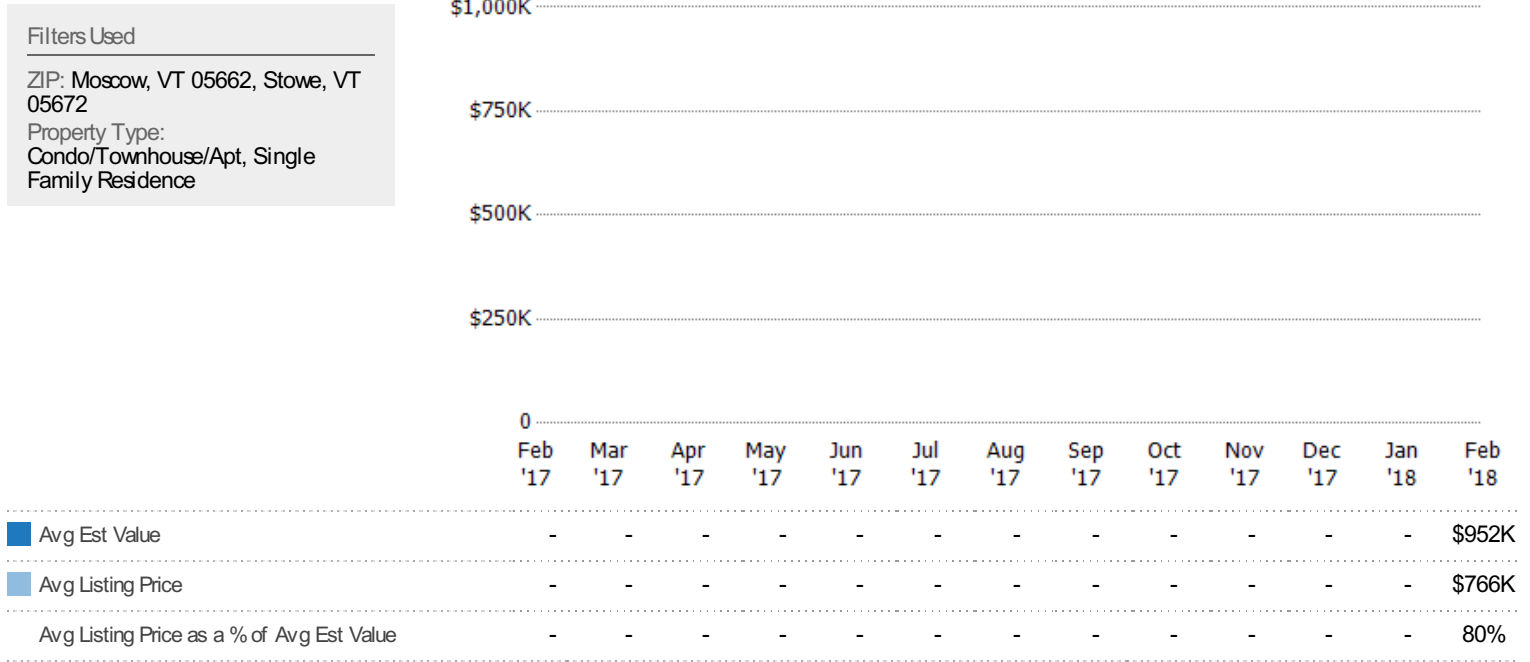 Filters Used
ZIP: Moscow, VT 05662, Stowe, VT
05672
Property Type:
Condo/Townhouse/Apt, Single
Family Residence
$1,000K
$750K
$500K
$250K
0
Feb Mar Apr May Jun Jul Aug Sep Oct Nov Dec Jan Feb
'17 '17 '17 '17 '17 '17 '17 '17 '17 '17 '17 '18 '18
Avg Est Value - - - - - - - - - - - - $952K
Avg Listing Price - - - - - - - - - - - - $766K
Avg Listing Price as a % of Avg Est Value - - - - - - - - - - - - 80%